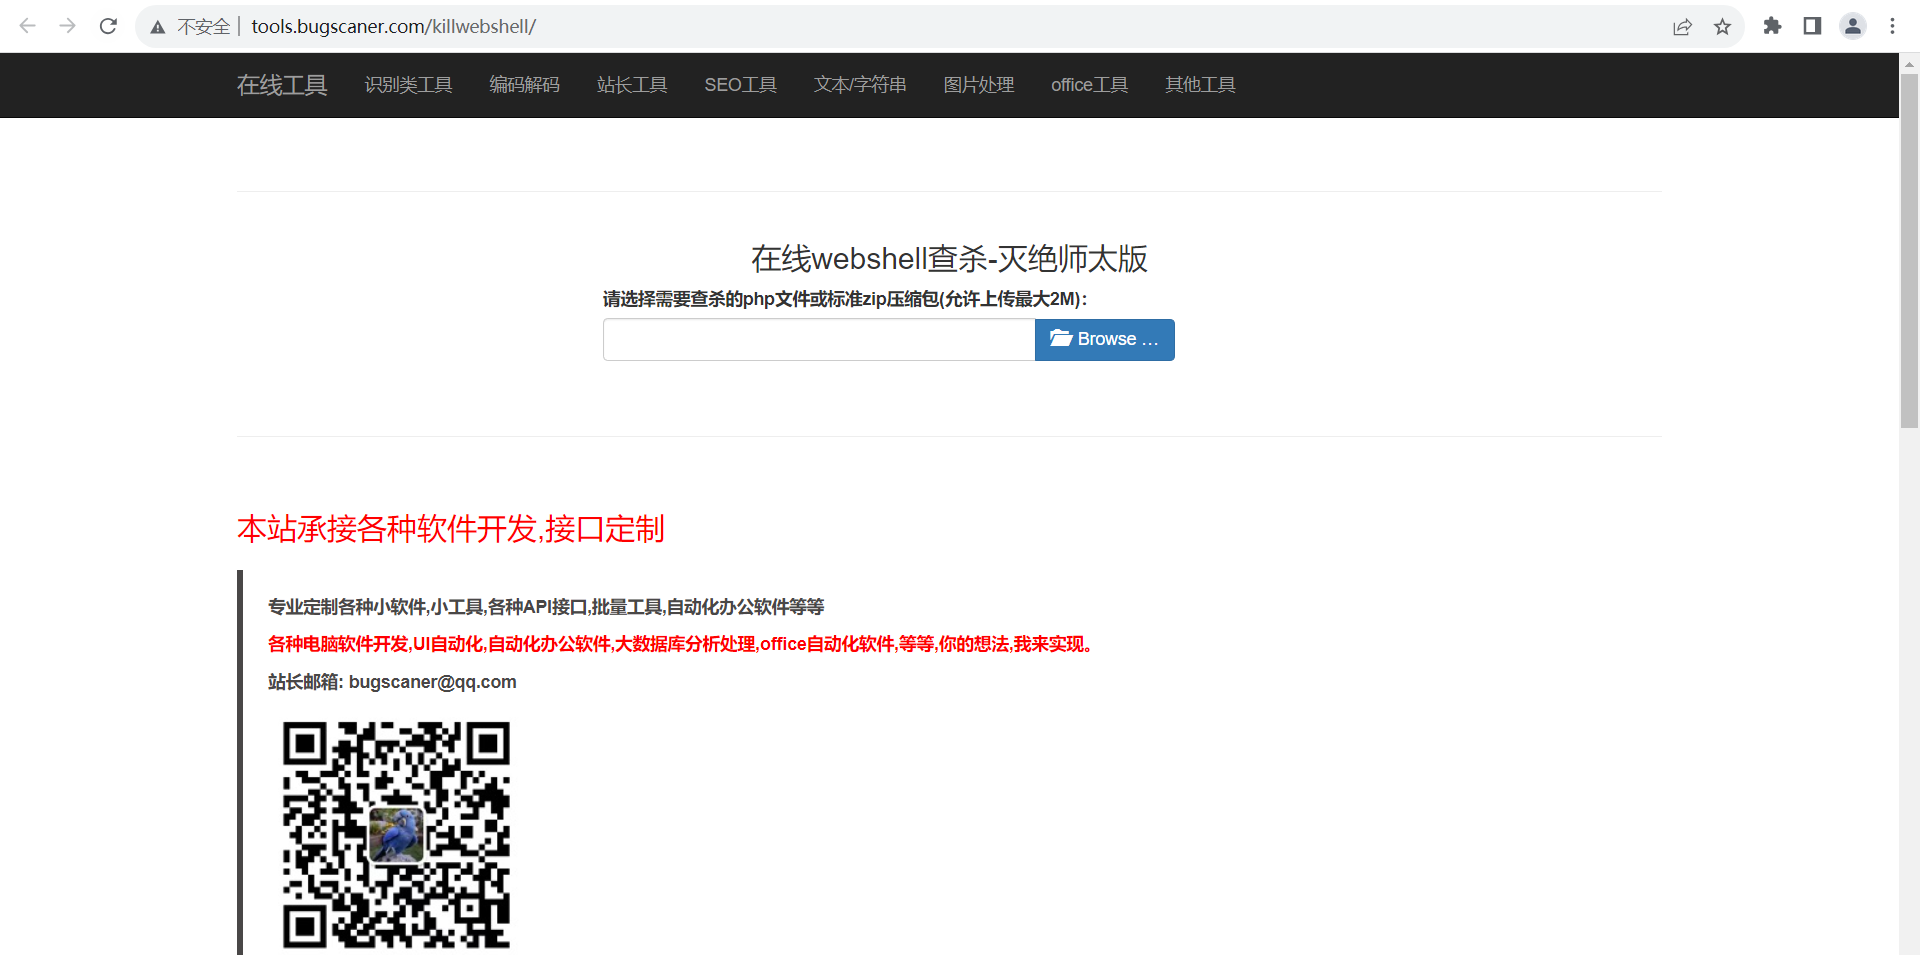 不安全 | tools.bugscaner.com/killwebshell/
在线工具 识别类工具 编码解码 站长工具 SEO工具 文本/字符串 图片处理 office工具 其他工具
在线webshell查杀-灭绝师太版
请选择需要查杀的php文件或标准zip压缩包(允许上传最大2M)：
Browse …
本站承接各种软件开发,接口定制
专业定制各种小软件,小工具,各种API接口,批量工具,自动化办公软件等等
各种电脑软件开发,UI自动化,自动化办公软件,大数据库分析处理,office自动化软件,等等,你的想法,我来实现。
站长邮箱: bugscaner@qq.com